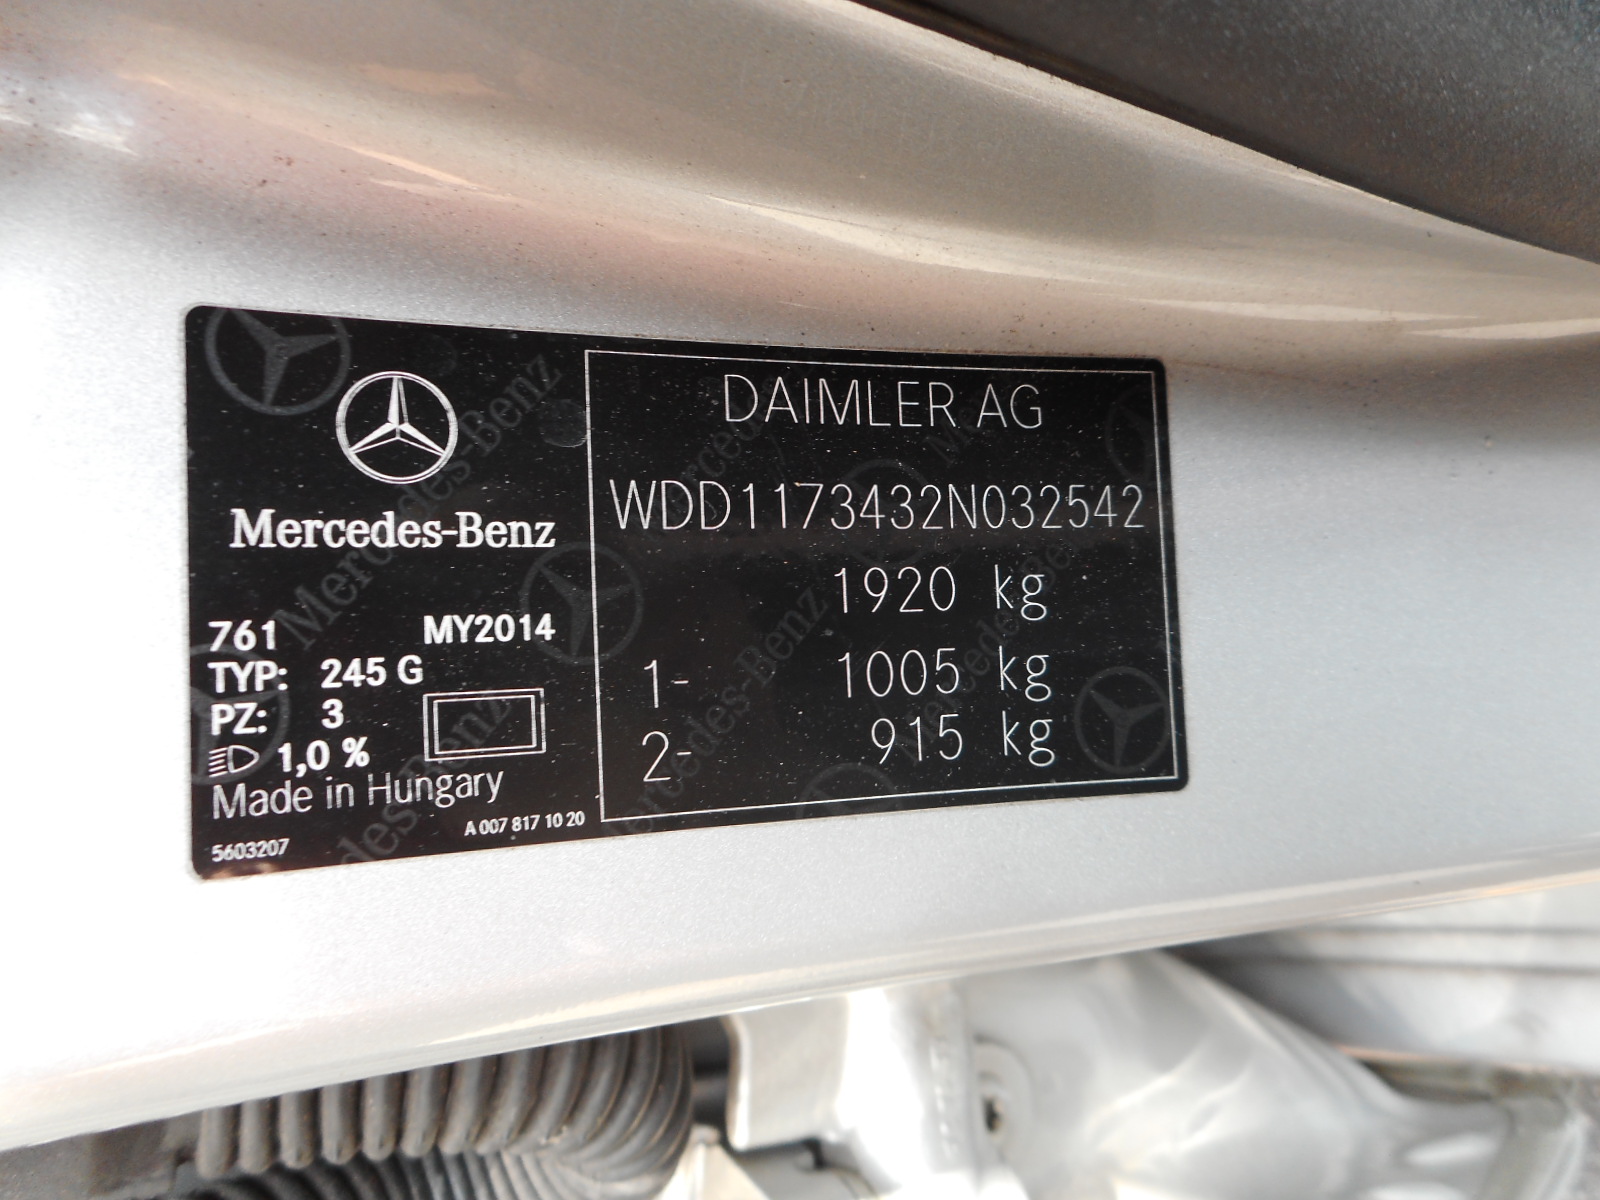 Mercedes-Benz
761 MY2014
TYP: 245 G
PZ: 3
1,0 %
Made in Hungary
A 007 817 10 20
5603207
DAIMLER AG
WDD1173432N032542
1920 kg
1- 1005 kg
2- 915 kg